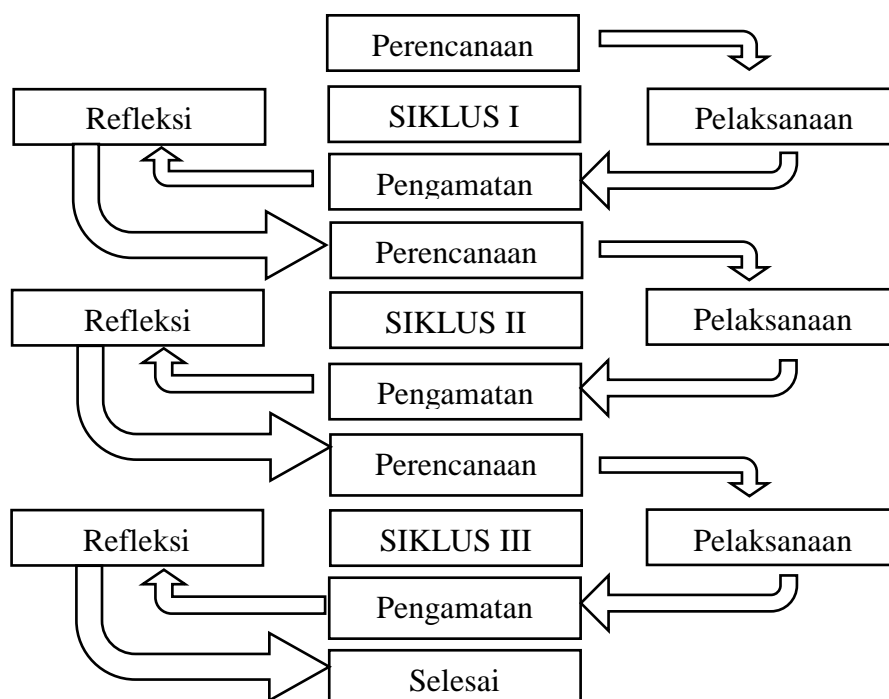 Perencanaan
Refleksi
SIKLUS I
Pelaksanaan
Pengamatan
Perencanaan
Refleksi
SIKLUS II
Pelaksanaan
Pengamatan
Perencanaan
Refleksi
SIKLUS III
Pelaksanaan
Pengamatan
Selesai